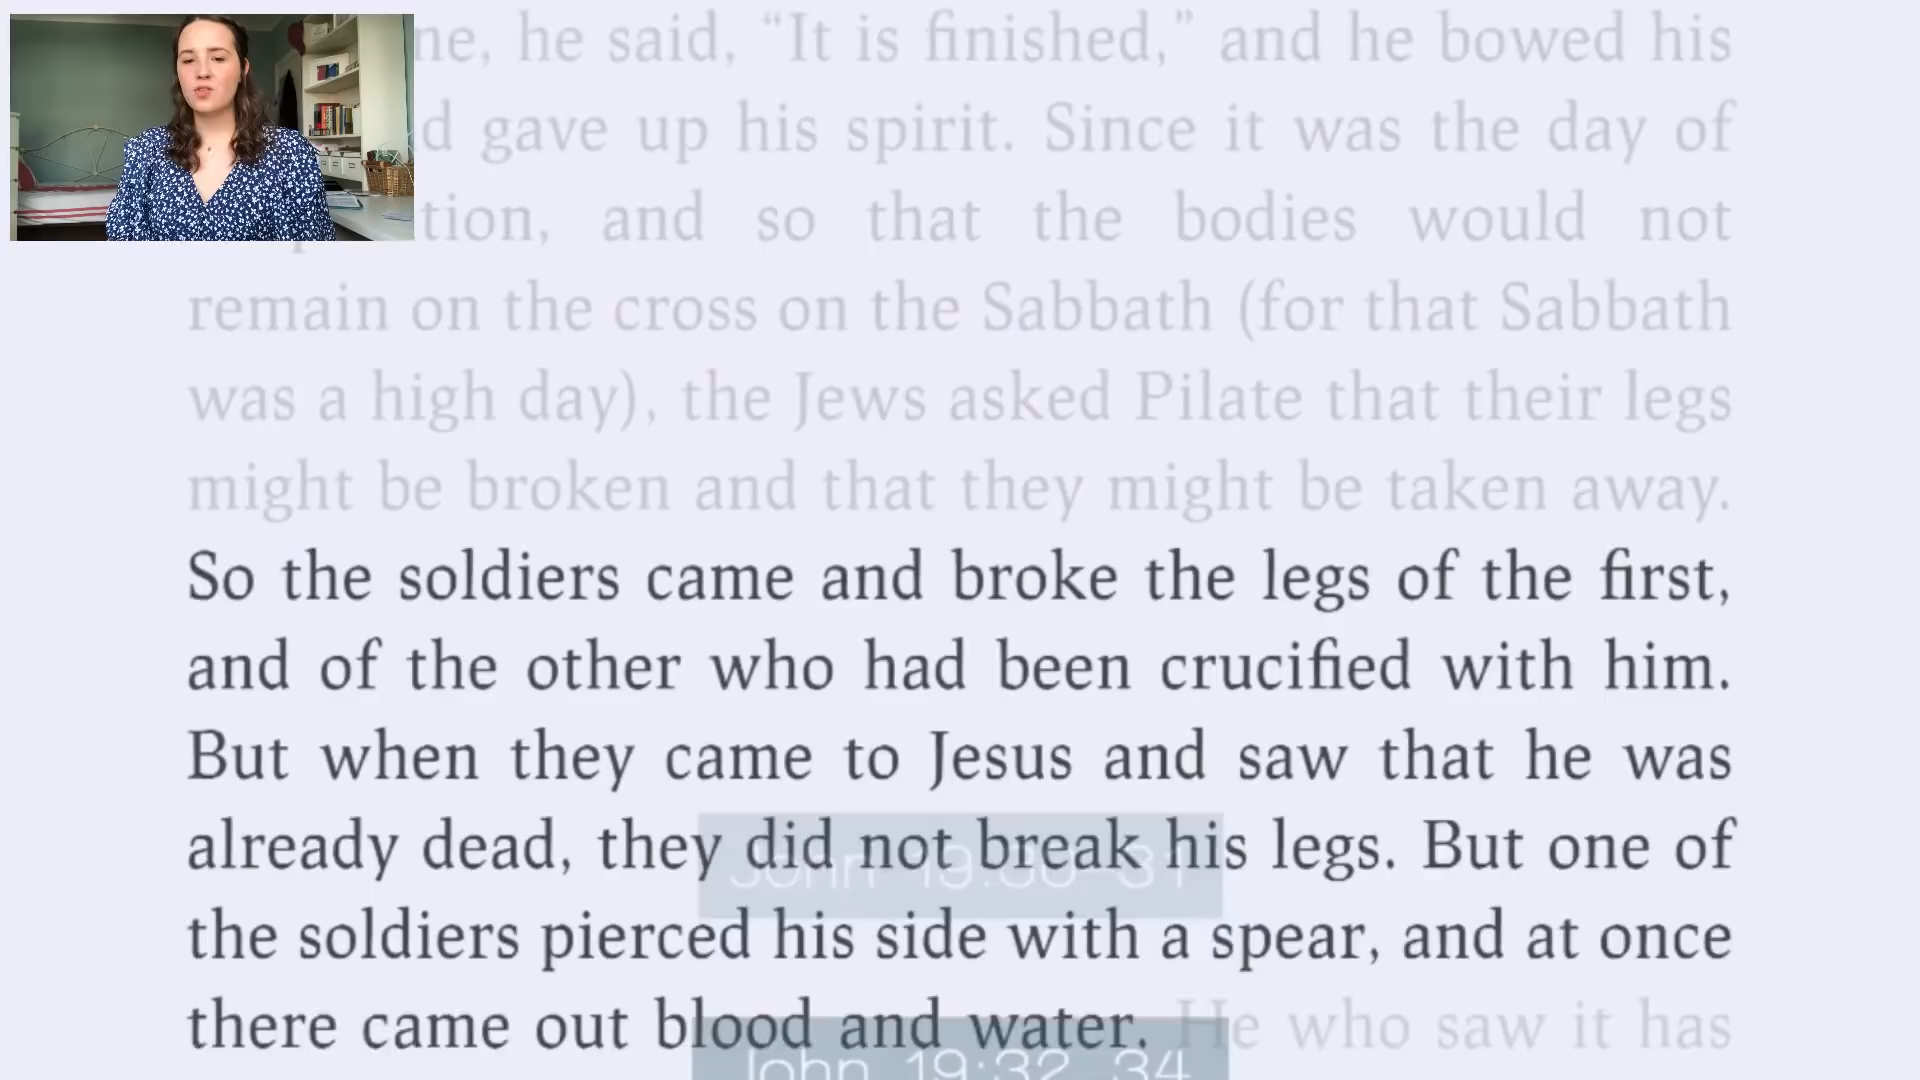 ne, he said, “It is finished,” and he bowed his
d gave up his spirit. Since it was the day of
tion, and so that the bodies would not
remain on the cross on the Sabbath (for that Sabbath
was a high day), the Jews asked Pilate that their legs
might be broken and that they might be taken away.
So the soldiers came and broke the legs of the first,
and of the other who had been crucified with him.
But when they came to Jesus and saw that he was
already dead, they did not break his legs. But one of
John 19:30-31
the soldiers pierced his side with a spear, and at once
there came out blood and water. He who saw it has
John 19:32-34